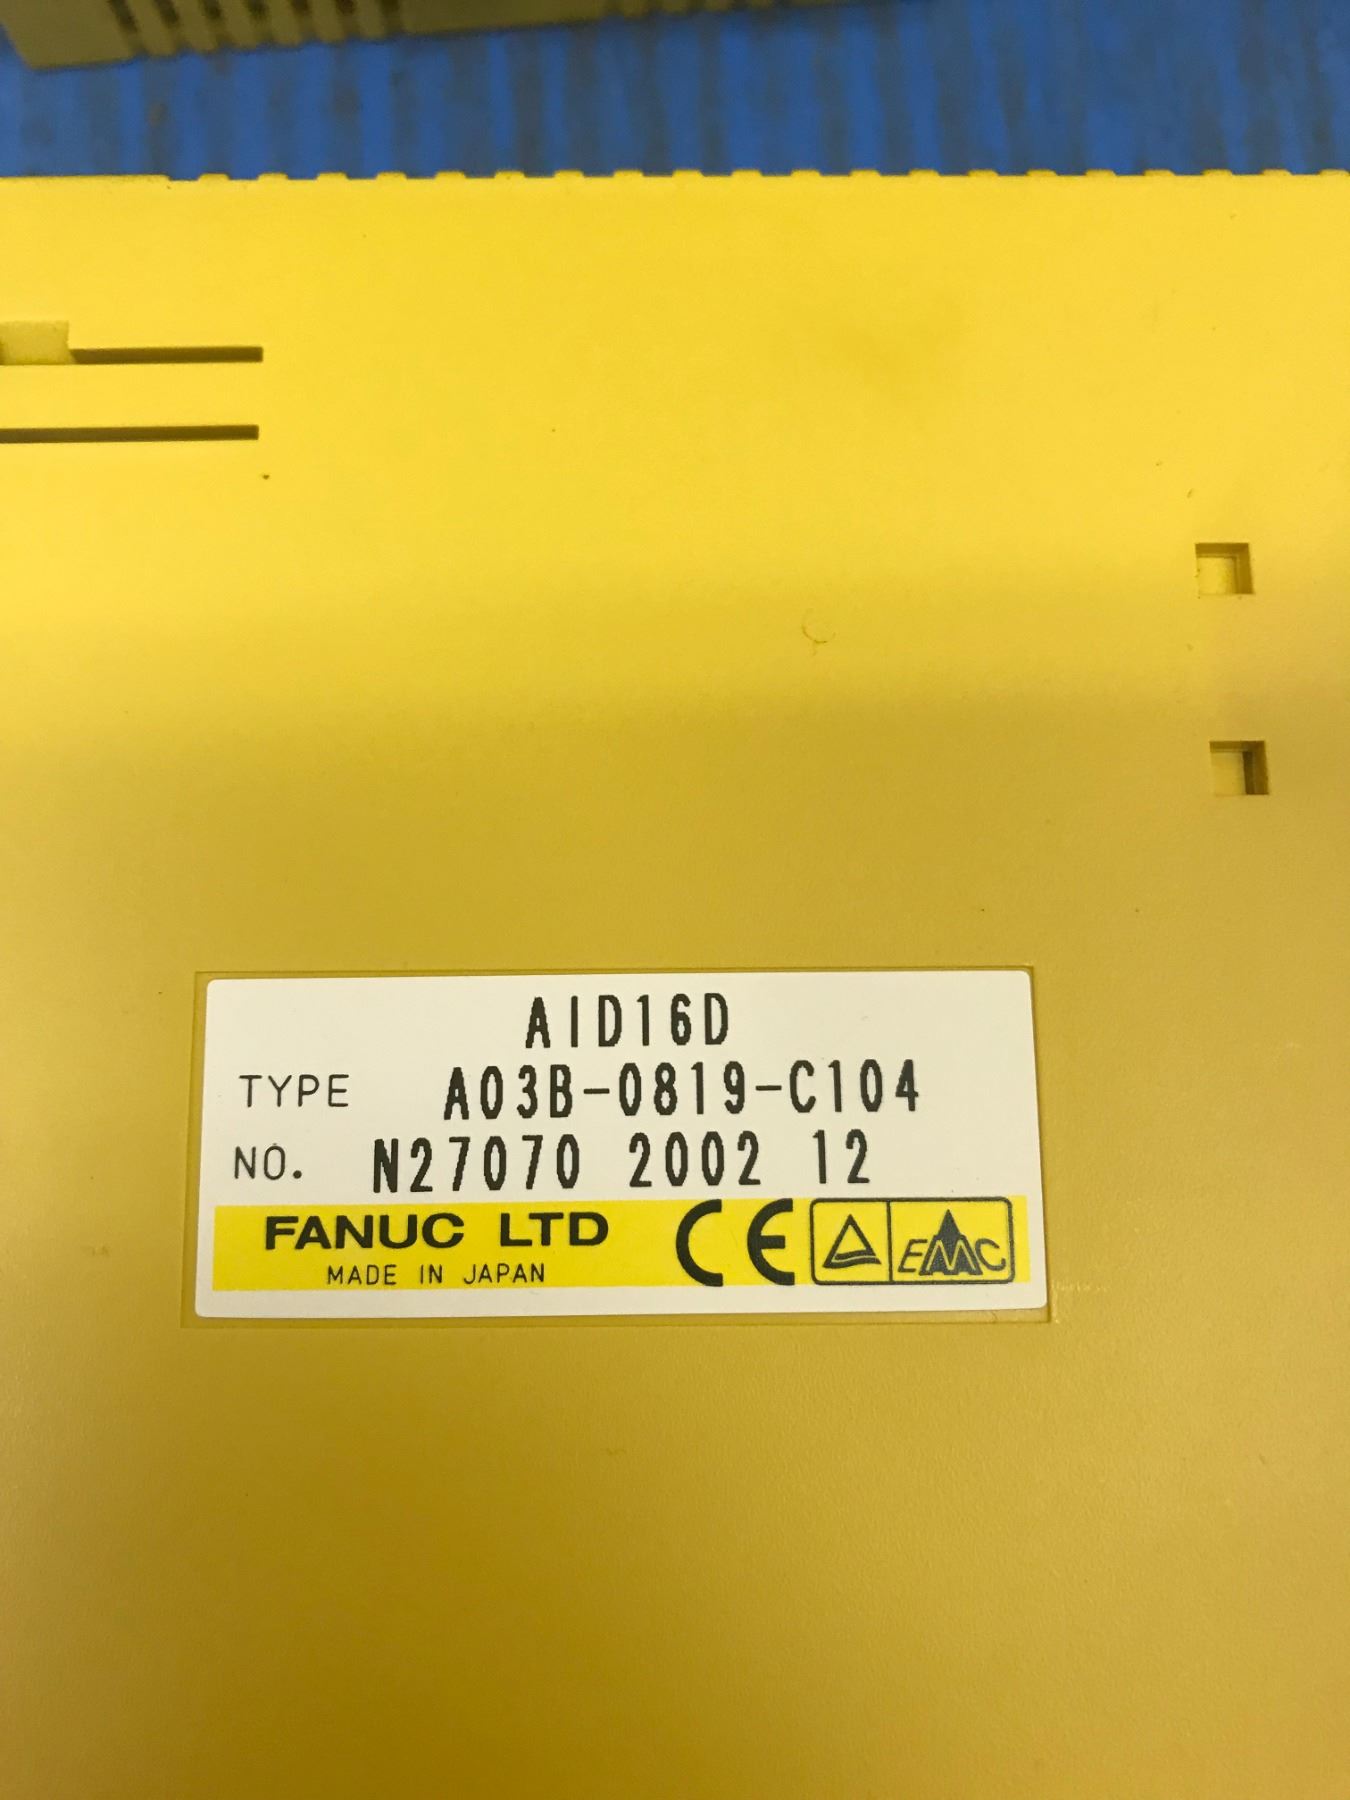 AID16D
TYPE A03B-0819-C104
NO. N27070 2002 12
FANUC LTD CE EMC
MADE IN JAPAN